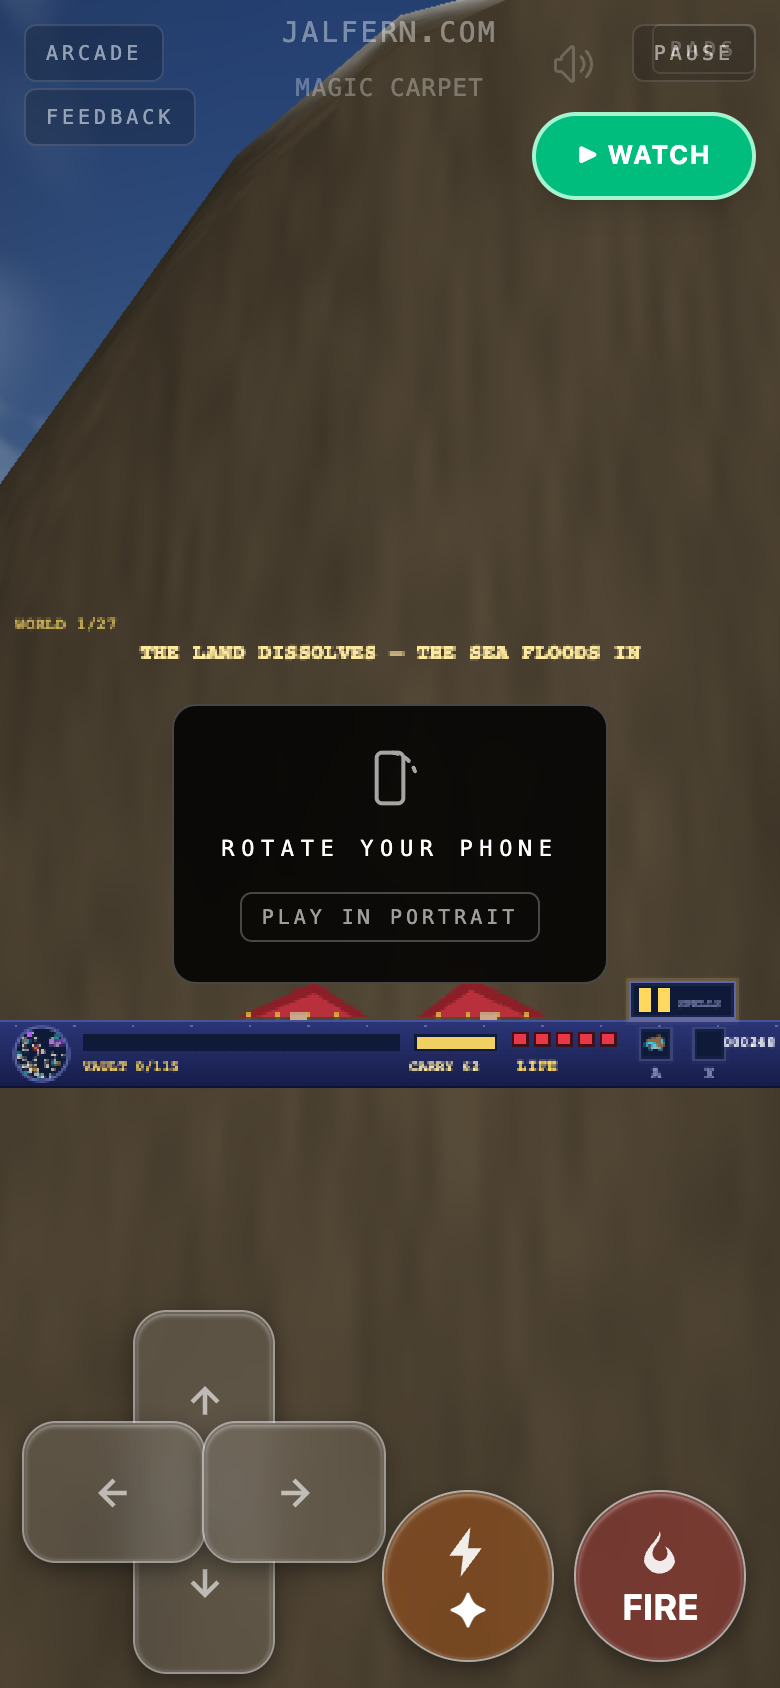 JALFERN.COM
ARCADE
PAUSE
MAGIC CARPET
FEEDBACK
WATCH
WORLD 1/27
THE LAND DISSOLVES — THE SEA FLOODS IN
ROTATE YOUR PHONE
PLAY IN PORTRAIT
VAULT 0/115
CARRY 62
LIFE
A
X
FIRE